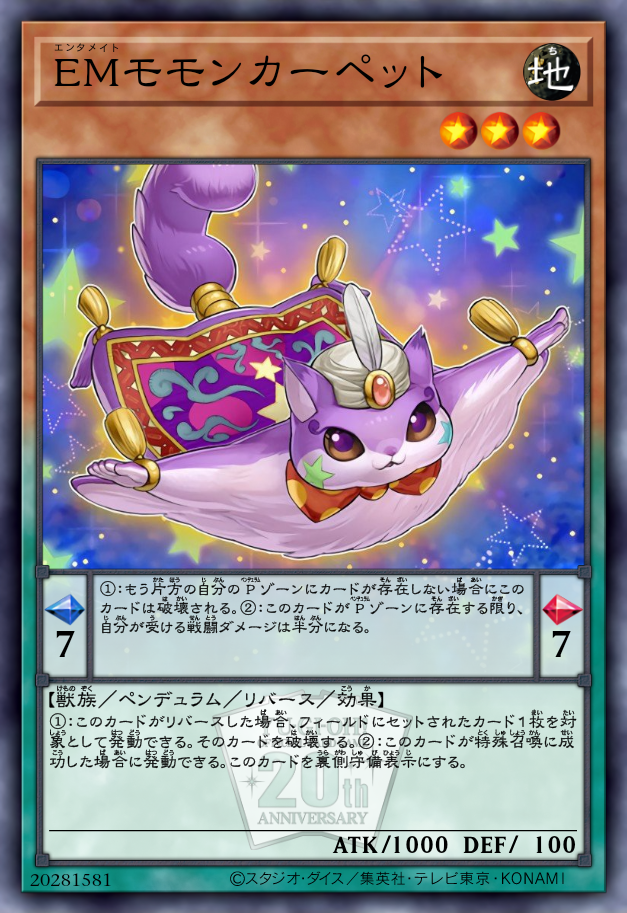 エンタメイト
EMモモンカーペット
ち
地
①:もう片方の自分のPゾーンにカードが存在しない場合にこの
カードは破壊される。②:このカードがPゾーンに存在する限り、
自分が受ける戦闘ダメージは半分になる。
7
7
【獣族/ペンデュラム/リバース/効果】
①:このカードがリバースした場合、フィールドにセットされたカード1枚を対
象として発動できる。そのカードを破壊する。②:このカードが特殊召喚に成
功した場合に発動できる。このカードを裏側守備表示にする。
20th
ANNIVERSARY
ATK/1000 DEF/ 100
20281581
©スタジオ・ダイス/集英社・テレビ東京・KONAMI